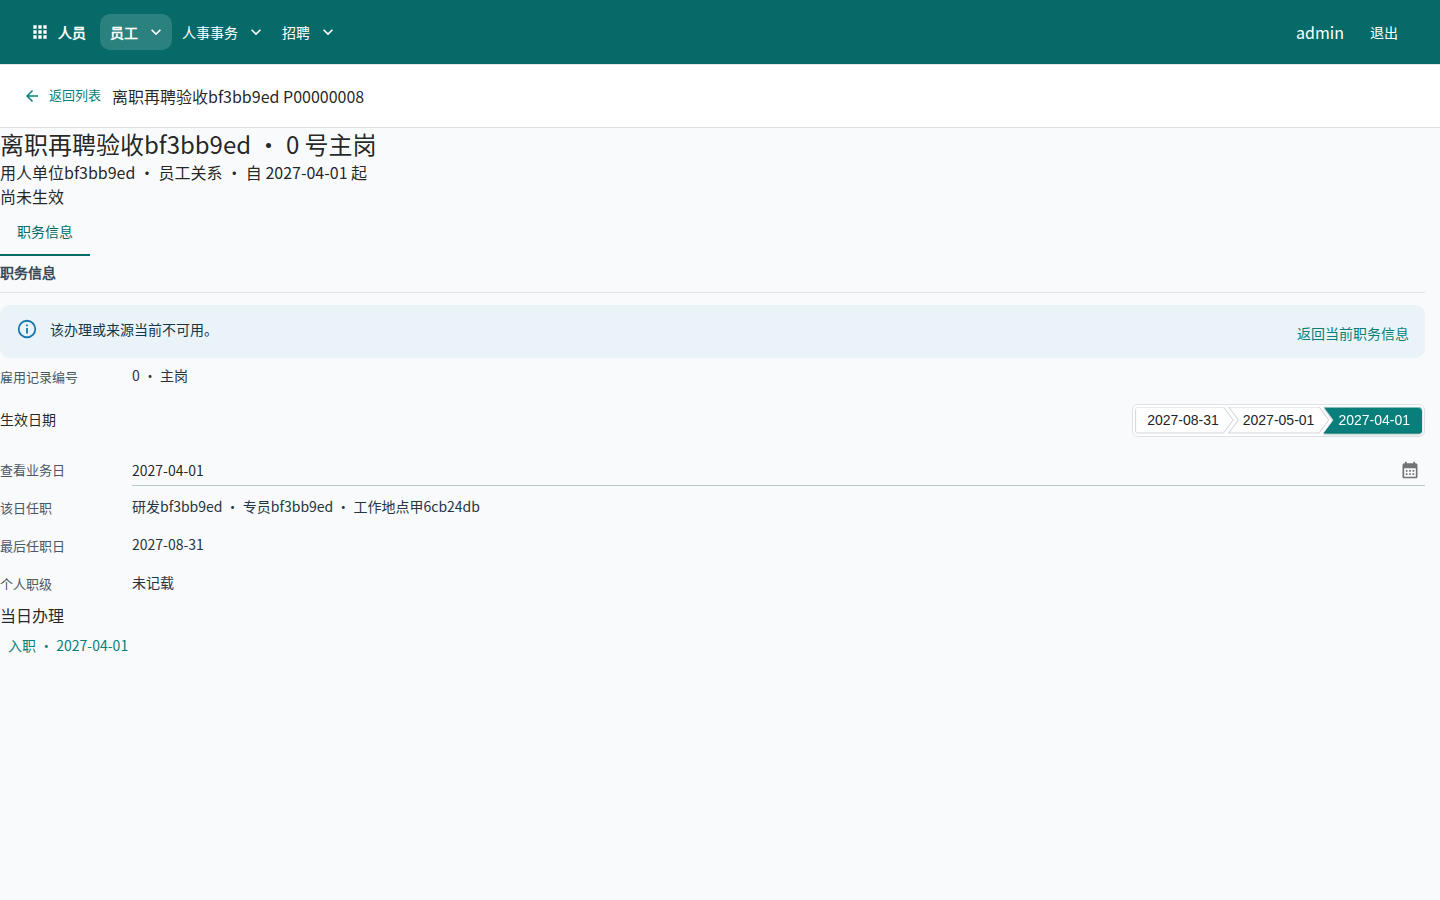 人员 员工 人事事务 招聘 admin 退出
返回列表 离职再聘验收bf3bb9ed P00000008
离职再聘验收bf3bb9ed · 0 号主岗
用人单位bf3bb9ed · 员工关系 · 自 2027-04-01 起
尚未生效
职务信息
职务信息
该办理或来源当前不可用。 返回当前职务信息
雇用记录编号 0 · 主岗
生效日期 2027-08-31 2027-05-01 2027-04-01
查看业务日 2027-04-01
该日任职 研发bf3bb9ed · 专员bf3bb9ed · 工作地点甲6cb24db
最后任职日 2027-08-31
个人职级 未记载
当日办理
入职 · 2027-04-01